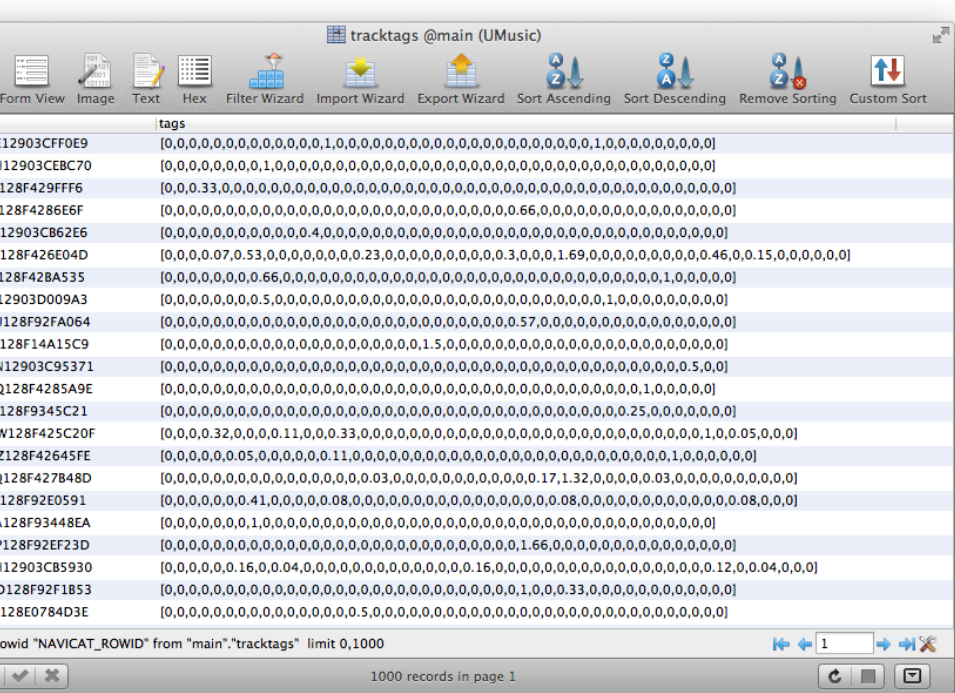 tracktags @main (UMusic)
Form View Image Text Hex Filter Wizard Import Wizard Export Wizard Sort Ascending Sort Descending Remove Sorting Custom Sort
tags
12903CFF0E9 [0,0,0,0,0,0,0,0,0,0,0,0,0,0,0,1,0,0,0,0,0,0,0,0,0,0,0,0,0,0,0,0,0,0,0,0,0,0,0,1,0,0,0,0,0,0,0,0,0,0]
12903CEBC70 [0,0,0,0,0,0,0,0,0,1,0,0,0,0,0,0,0,0,0,0,0,0,0,0,0,0,0,0,0,0,0,0,0,0,0,0,0,0,0,0,0,0,0,0,0,0,0,0,0,0]
128F429FFF6 [0,0,0,0.33,0,0,0,0,0,0,0,0,0,0,0,0,0,0,0,0,0,0,0,0,0,0,0,0,0,0,0,0,0,0,0,0,0,0,0,0,0,0,0,0,0,0,0,0,0,0]
128F4286E6F [0,0,0,0,0,0,0,0,0,0,0,0,0,0,0,0,0,0,0,0,0,0,0,0,0,0,0,0,0,0,0,0,0.66,0,0,0,0,0,0,0,0,0,0,0,0,0,0,0,0,0]
12903CB62E6 [0,0,0,0,0,0,0,0,0,0,0,0,0,0.4,0,0,0,0,0,0,0,0,0,0,0,0,0,0,0,0,0,0,0,0,0,0,0,0,0,0,0,0,0,0,0,0,0,0,0,0]
128F426E04D [0,0,0,0.07,0.53,0,0,0,0,0,0,0,0.23,0,0,0,0,0,0,0,0,0,0,0.3,0,0,0,1.69,0,0,0,0,0,0,0,0,0,0,0.46,0,0.15,0,0,0,0,0,0]
128F42BA535 [0,0,0,0,0,0,0,0,0.66,0,0,0,0,0,0,0,0,0,0,0,0,0,0,0,0,0,0,0,0,0,0,0,0,0,0,0,0,0,0,0,0,0,0,0,1,0,0,0,0,0]
12903D009A3 [0,0,0,0,0,0,0,0,0.5,0,0,0,0,0,0,0,0,0,0,0,0,0,0,0,0,0,0,0,0,0,0,0,0,0,0,0,0,0,0,1,0,0,0,0,0,0,0,0,0,0]
128F92FA064 [0,0,0,0,0,0,0,0,0,0,0,0,0,0,0,0,0,0,0,0,0,0,0,0,0,0,0,0,0,0,0,0,0.57,0,0,0,0,0,0,0,0,0,0,0,0,0,0,0,0,0]
128F14A15C9 [0,0,0,0,0,0,0,0,0,0,0,0,0,0,0,0,0,0,0,0,0,0,0,0,1.5,0,0,0,0,0,0,0,0,0,0,0,0,0,0,0,0,0,0,0,0,0,0,0,0,0]
12903C95371 [0,0,0,0,0,0,0,0,0,0,0,0,0,0,0,0,0,0,0,0,0,0,0,0,0,0,0,0,0,0,0,0,0,0,0,0,0,0,0,0,0,0,0,0,0,0,0,0.5,0,0]
128F4285A9E [0,0,0,0,0,0,0,0,0,0,0,0,0,0,0,0,0,0,0,0,0,0,0,0,0,0,0,0,0,0,0,0,0,0,0,0,0,0,0,0,0,0,0,0,1,0,0,0,0,0]
128F9345C21 [0,0,0,0,0,0,0,0,0,0,0,0,0,0,0,0,0,0,0,0,0,0,0,0,0,0,0,0,0,0,0,0,0,0,0,0,0,0,0,0,0,0,0.25,0,0,0,0,0,0,0]
W128F425C20F [0,0,0,0.32,0,0,0,0.11,0,0,0.33,0,0,0,0,0,0,0,0,0,0,0,0,0,0,0,0,0,0,0,0,0,0,0,0,0,0,0,0,0,0,0,0,0,1,0,0.05,0,0,0]
Z128F42645FE [0,0,0,0,0,0,0.05,0,0,0,0,0,0,0.11,0,0,0,0,0,0,0,0,0,0,0,0,0,0,0,0,0,0,0,0,0,0,0,0,0,0,0,0,0,1,0,0,0,0,0,0]
128F427B48D [0,0,0,0,0,0,0,0,0,0,0,0,0,0,0,0,0,0,0.03,0,0,0,0,0,0,0,0,0,0,0,0,0,0.17,1.32,0,0,0,0,0.03,0,0,0,0,0,0,0,0,0,0,0]
128F92E0591 [0,0,0,0,0,0,0.41,0,0,0,0,0,0.08,0,0,0,0,0,0,0,0,0,0,0,0,0,0,0,0,0,0,0.08,0,0,0,0,0,0,0,0,0,0,0,0,0,0,0.08,0,0,0]
128F93448EA [0,0,0,0,0,0,0,0,1,0,0,0,0,0,0,0,0,0,0,0,0,0,0,0,0,0,0,0,0,0,0,0,0,0,0,0,0,0,0,0,0,0,0,0,0,0,0,0,0,0]
P128F92EF23D [0,0,0,0,0,0,0,0,0,0,0,0,0,0,0,0,0,0,0,0,0,0,0,0,0,0,0,0,0,0,0,0,0,1.66,0,0,0,0,0,0,0,0,0,0,0,0,0,0,0,0]
12903CB5930 [0,0,0,0,0,0,0.16,0,0.04,0,0,0,0,0,0,0,0,0,0,0,0,0,0,0,0.16,0,0,0,0,0,0,0,0,0,0,0,0,0,0,0,0,0,0,0,0.12,0,0.04,0,0,0]
D128F92F1B53 [0,0,0,0,0,0,0,0,0,0,0,0,0,0,0,0,0,0,0,0,0,0,0,0,0,0,0,0,0,0,0,0,0,1,0,0,0,0.33,0,0,0,0,0,0,0,0,0,0,0,0]
128E0784D3E [0,0,0,0,0,0,0,0,0,0,0,0,0,0,0,0,0,0,0.5,0,0,0,0,0,0,0,0,0,0,0,0,0,0,0,0,0,0,0,0,0,0,0,0,0,0,0,0,0,0,0]
owid "NAVICAT_ROWID" from "main"."tracktags" limit 0,1000
1
1000 records in page 1